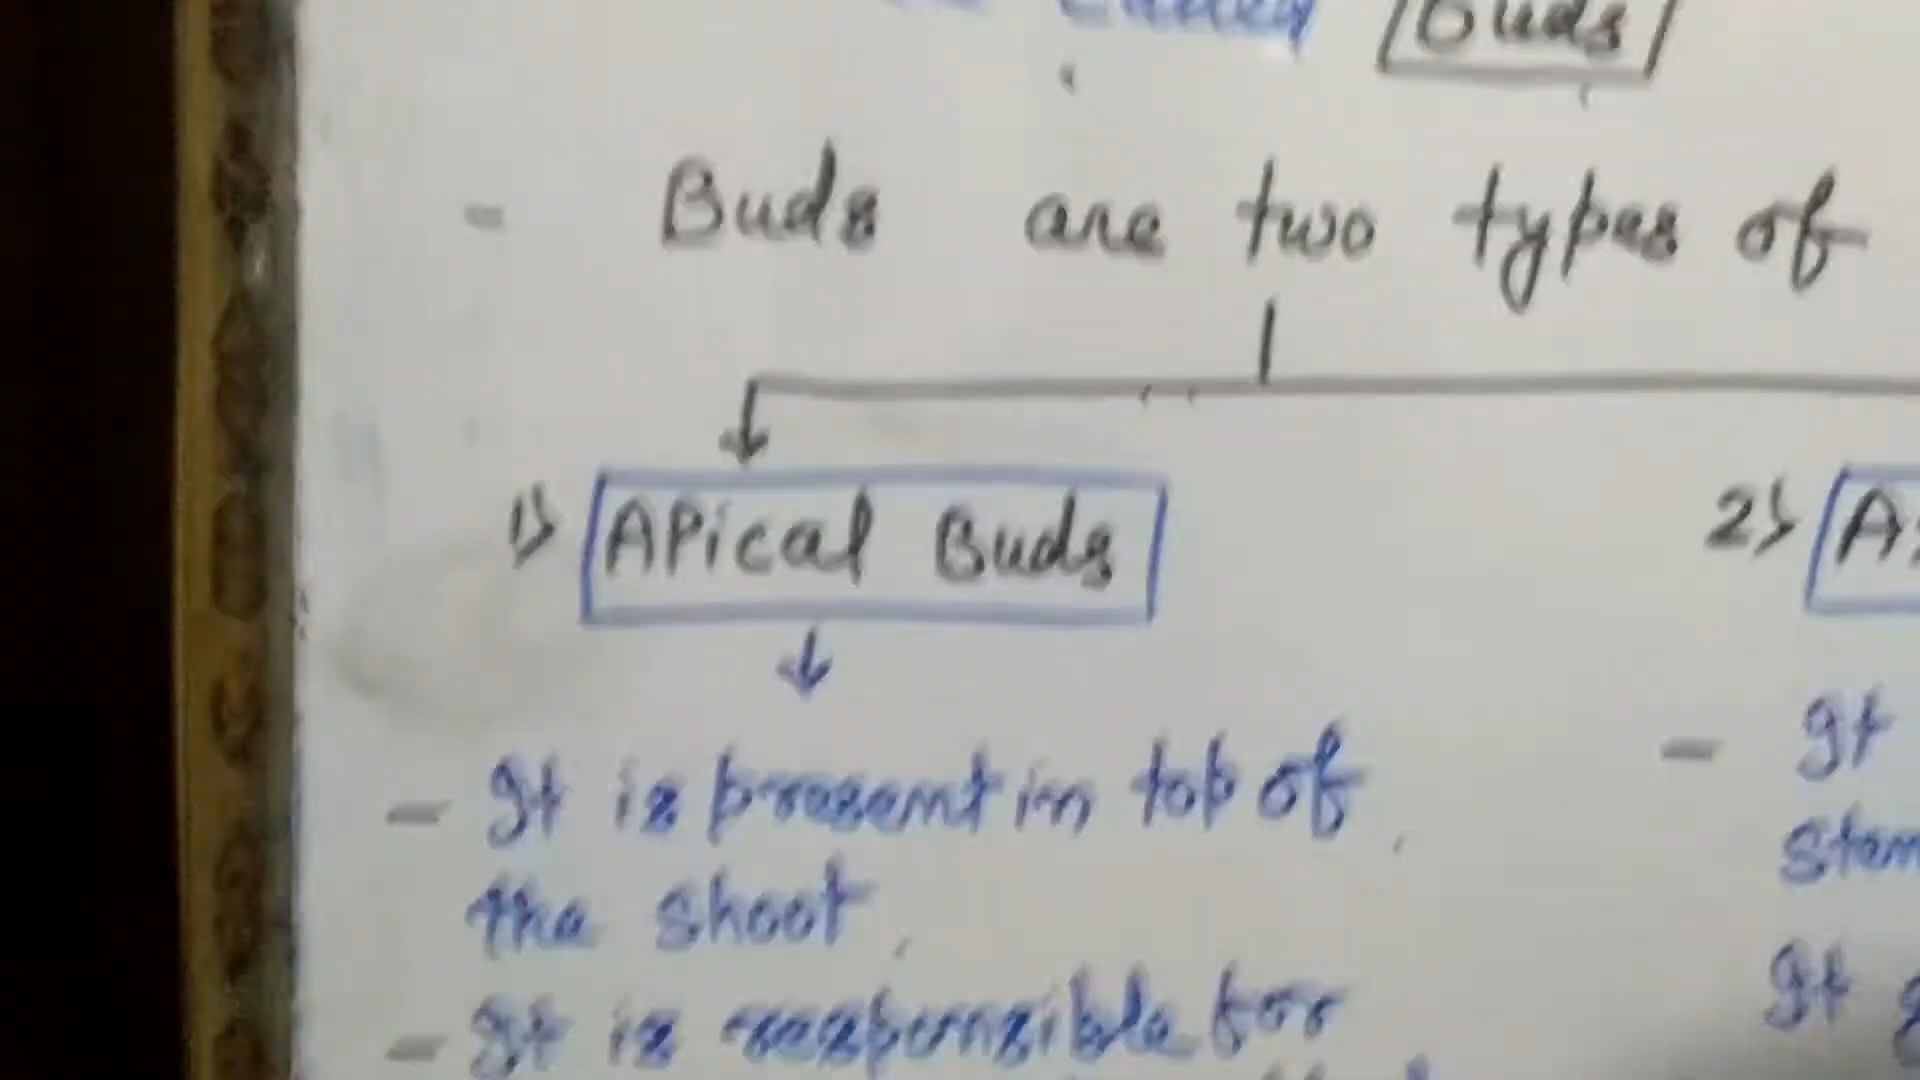 Buds
- Buds are two types of
1) APical Buds
2)
- It is present in top of
the shoot
- It is responsible for
- It
stem
It